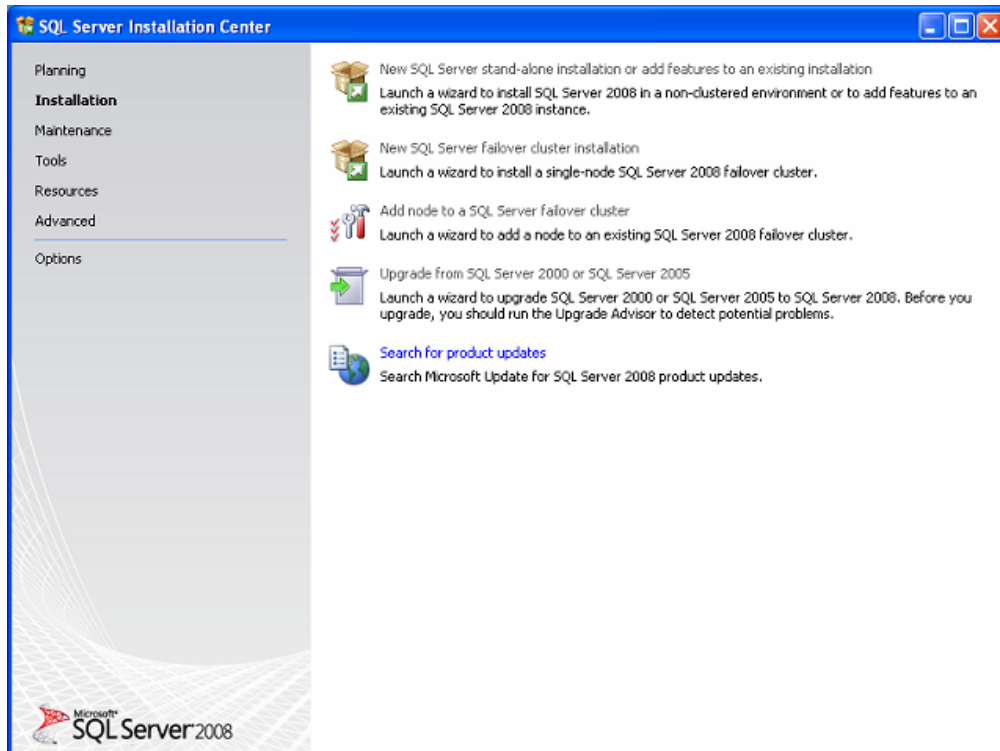 SQL Server Installation Center
Planning
Installation
Maintenance
Tools
Resources
Advanced
Options
New SQL Server stand-alone installation or add features to an existing installation
Launch a wizard to install SQL Server 2008 in a non-clustered environment or to add features to an
existing SQL Server 2008 instance.
New SQL Server failover cluster installation
Launch a wizard to install a single-node SQL Server 2008 failover cluster.
Add node to a SQL Server failover cluster
Launch a wizard to add a node to an existing SQL Server 2008 failover cluster.
Upgrade from SQL Server 2000 or SQL Server 2005
Launch a wizard to upgrade SQL Server 2000 or SQL Server 2005 to SQL Server 2008. Before you
upgrade, you should run the Upgrade Advisor to detect potential problems.
Search for product updates
Search Microsoft Update for SQL Server 2008 product updates.
Microsoft
SQL Server 2008